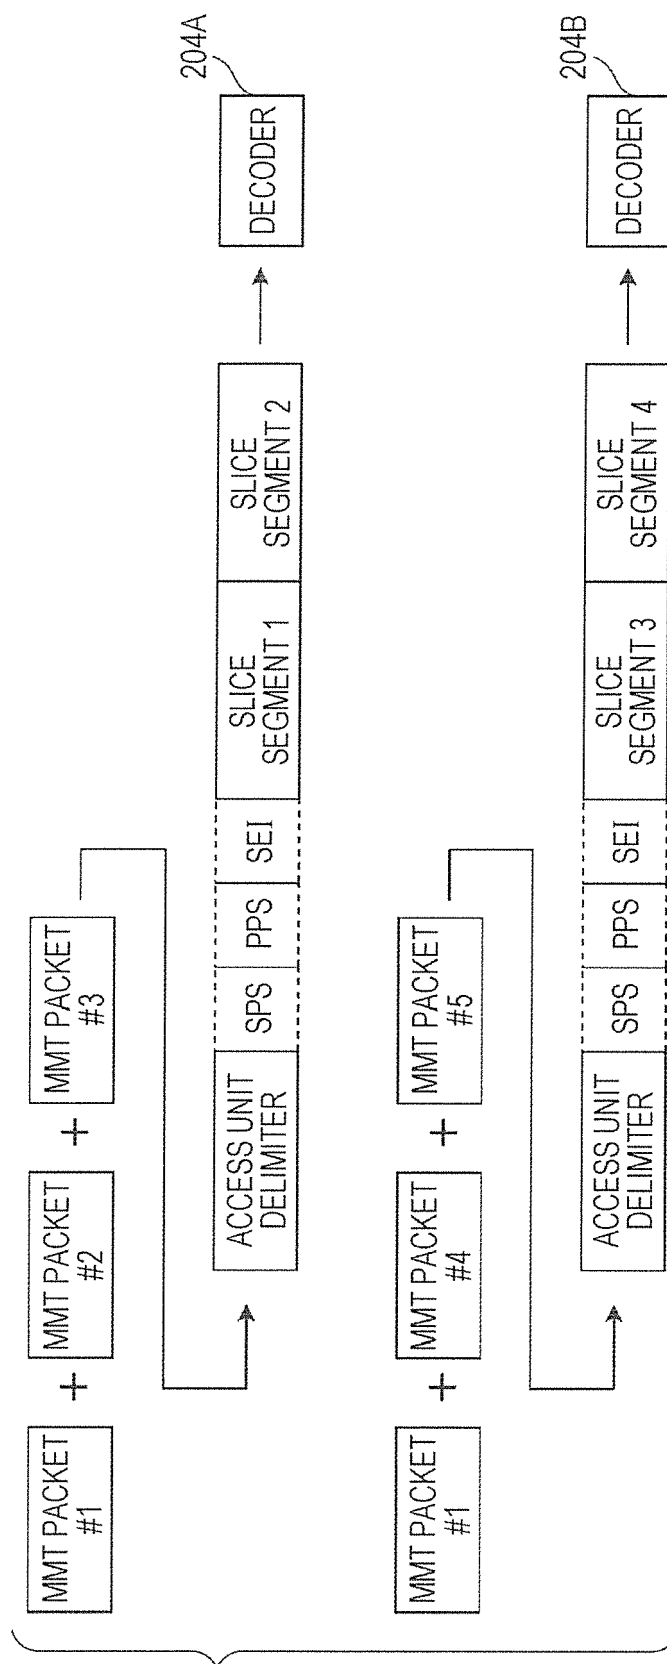 MMT PACKET
#1
+
MMT PACKET
#2
+
MMT PACKET
#3
ACCESS UNIT
DELIMITER
SPS
PPS
SEI
SLICE
SEGMENT 1
SLICE
SEGMENT 2
DECODER
204A
MMT PACKET
#1
+
MMT PACKET
#4
+
MMT PACKET
#5
ACCESS UNIT
DELIMITER
SPS
PPS
SEI
SLICE
SEGMENT 3
SLICE
SEGMENT 4
DECODER
204B